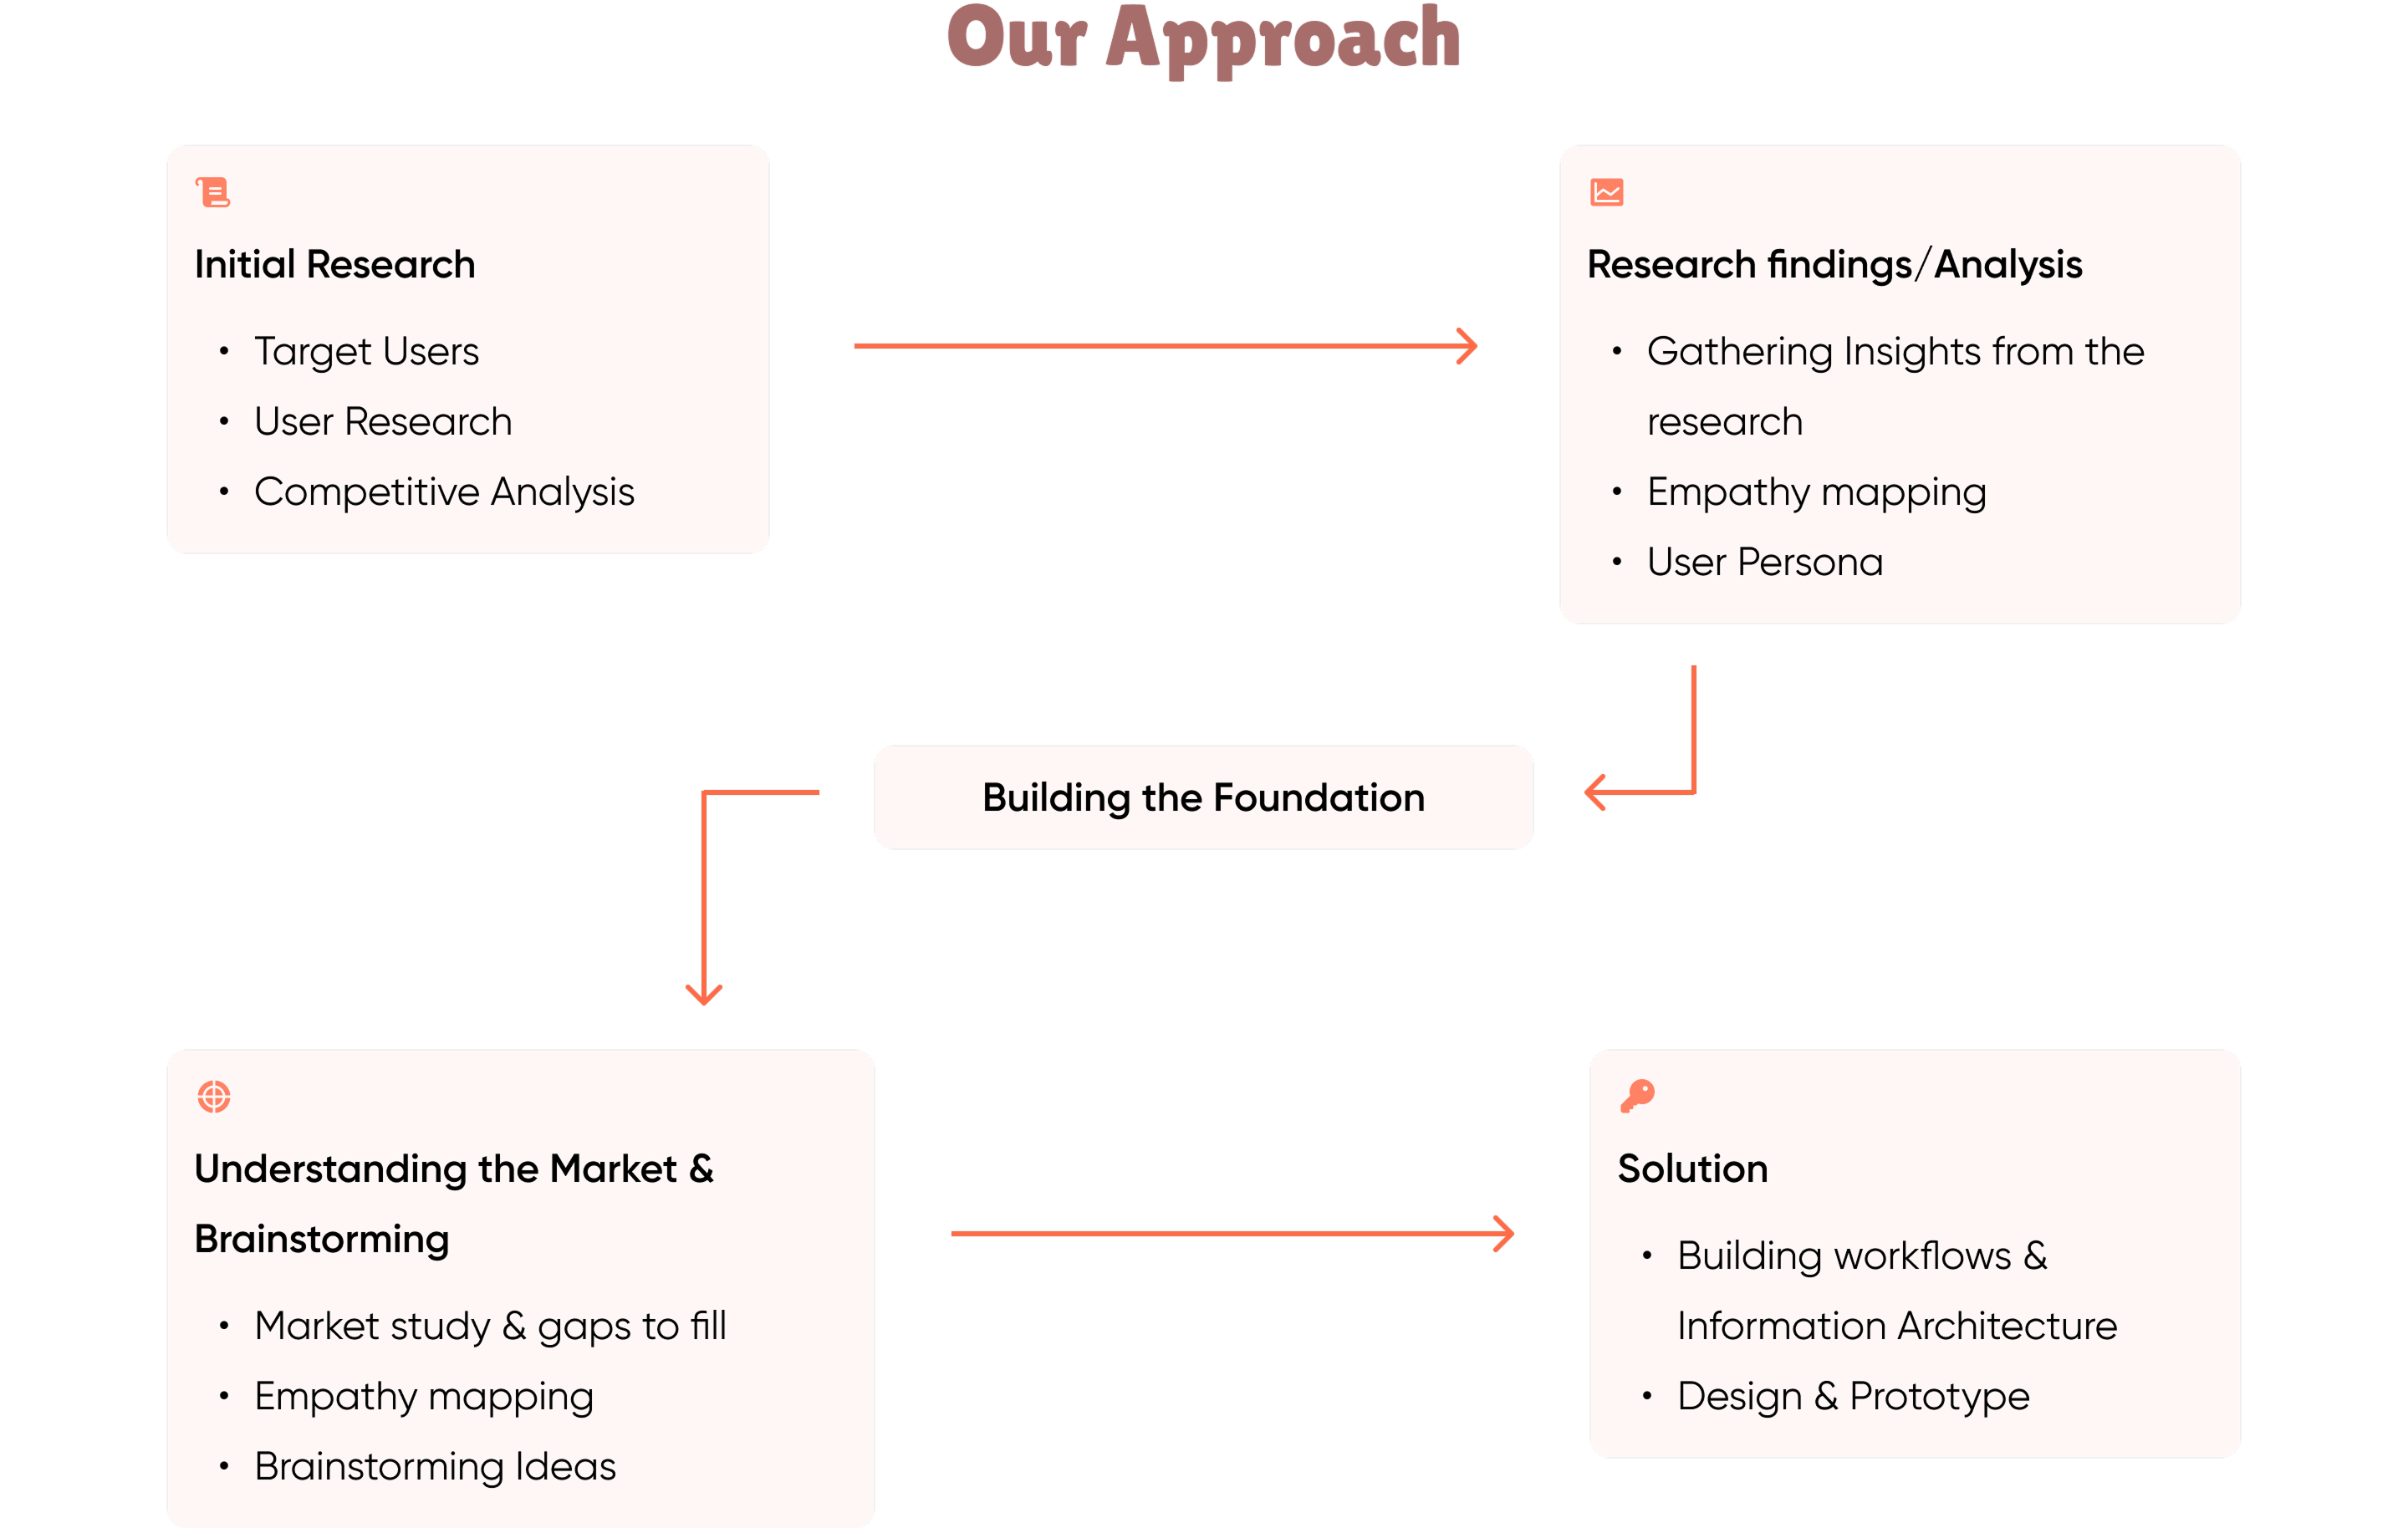 Our Approach
Initial Research
• Target Users
• User Research
• Competitive Analysis
Research findings/Analysis
• Gathering Insights from the
research
• Empathy mapping
• User Persona
Building the Foundation
Understanding the Market &
Brainstorming
• Market study & gaps to fill
• Empathy mapping
• Brainstorming Ideas
Solution
• Building workflows &
Information Architecture
• Design & Prototype